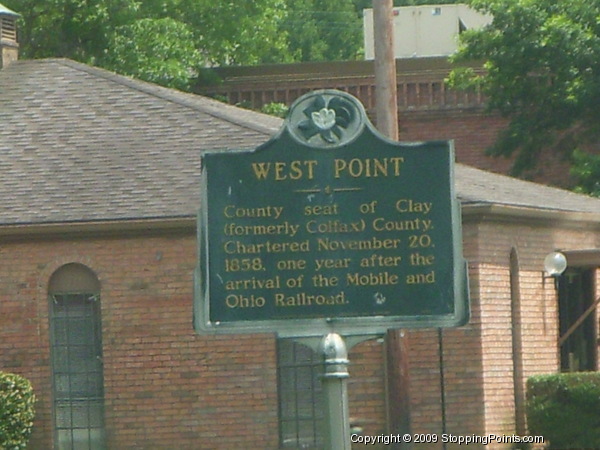 WEST POINT
County seat of Clay
(formerly Colfax) County.
Chartered November 20,
1858, one year after the
arrival of the Mobile and
Ohio Railroad.
Copyright © 2009 StoppingPoints.com